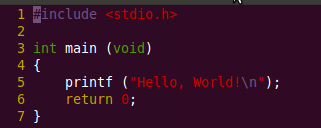 1 #include <stdio.h>
2
3 int main (void)
4 {
5     printf ("Hello, World!\n");
6     return 0;
7 }